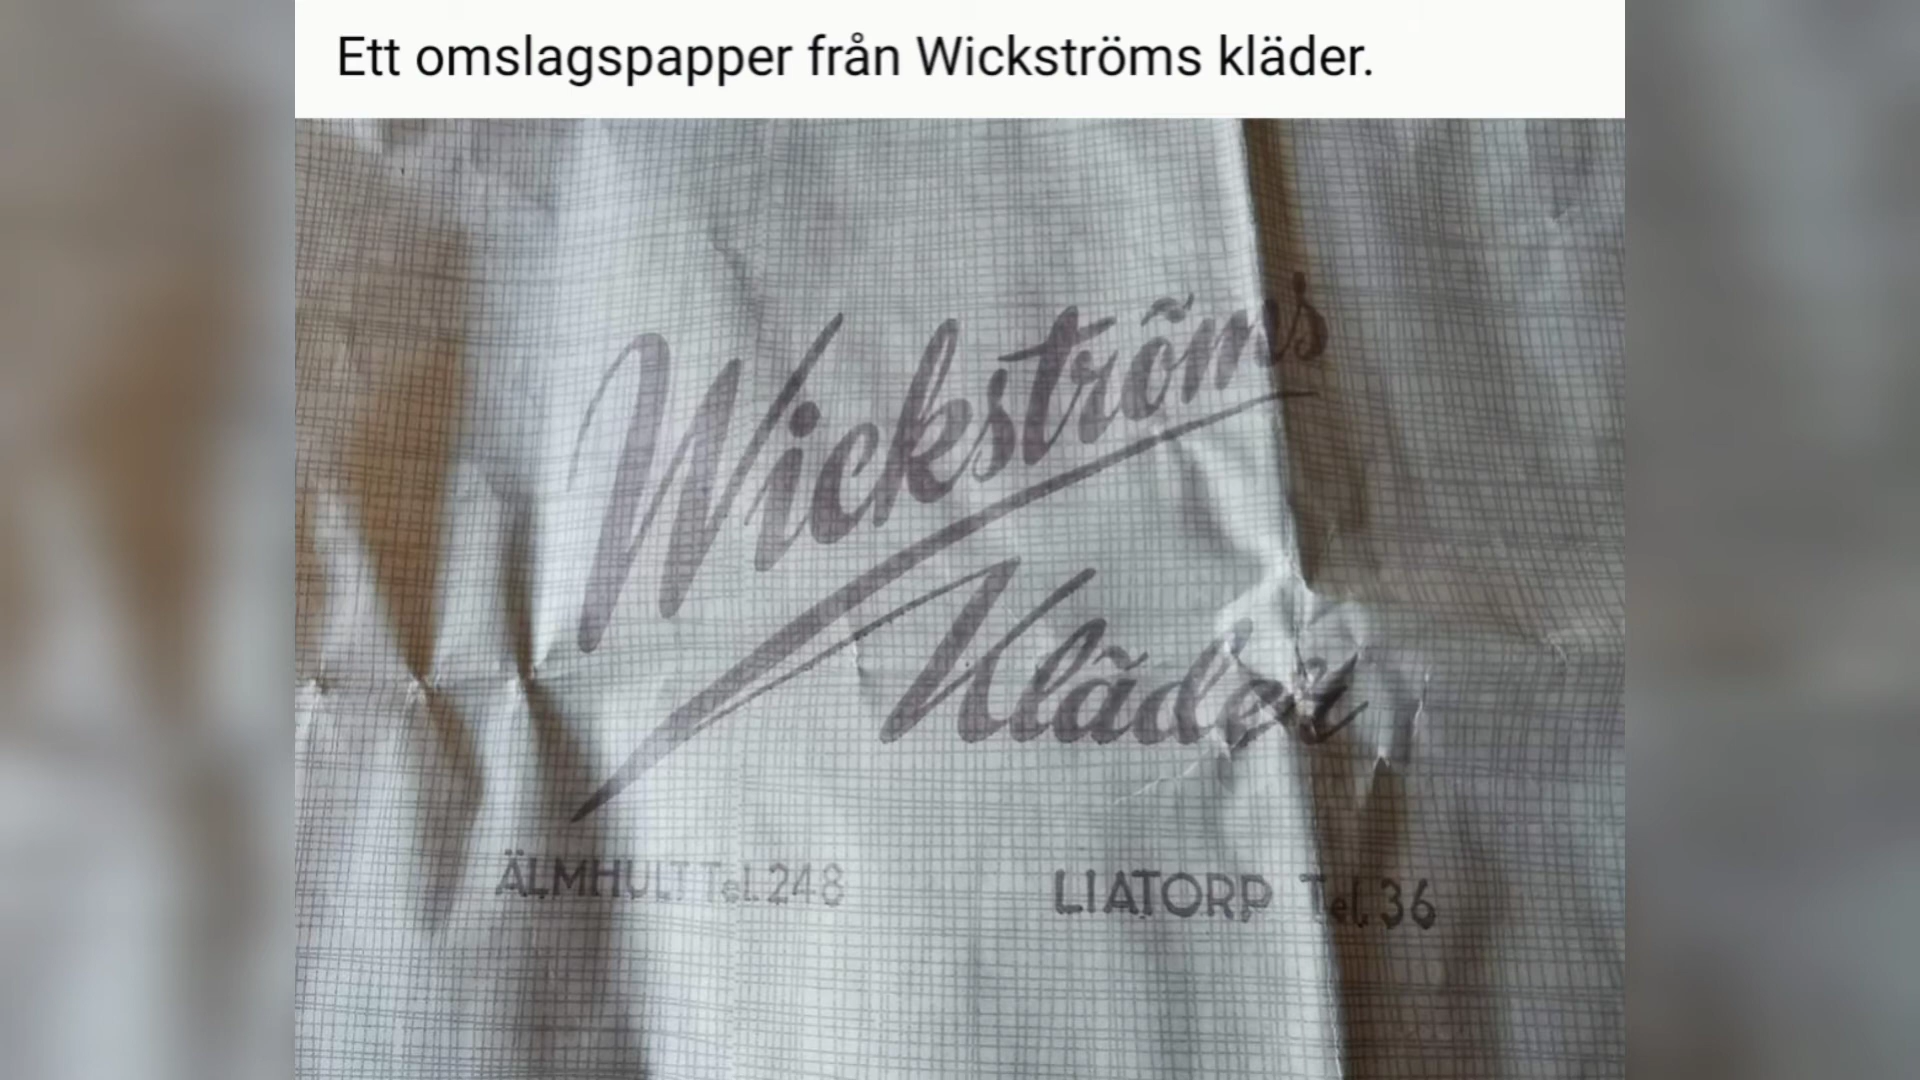 Ett omslagspapper från Wickströms kläder.
Wickströms
Kläder
ÄLMHULT Tel. 248
LIATORP Tel. 36